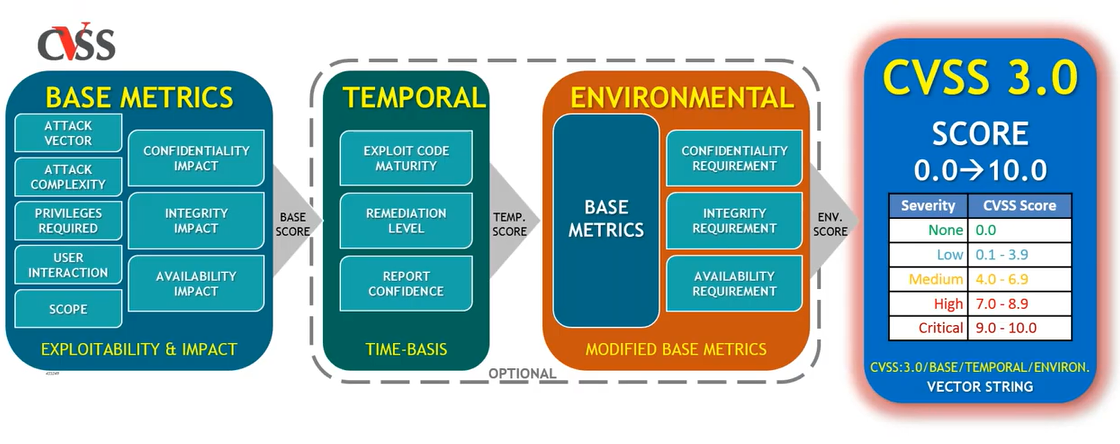 CVSS
BASE METRICS
ATTACK
VECTOR
ATTACK
COMPLEXITY
PRIVILEGES
REQUIRED
USER
INTERACTION
SCOPE
CONFIDENTIALITY
IMPACT
INTEGRITY
IMPACT
AVAILABILITY
IMPACT
EXPLOITABILITY & IMPACT
BASE
SCORE
TEMPORAL
EXPLOIT CODE
MATURITY
REMEDIATION
LEVEL
REPORT
CONFIDENCE
TIME-BASIS
TEMP.
SCORE
ENVIRONMENTAL
BASE
METRICS
CONFIDENTIALITY
REQUIREMENT
INTEGRITY
REQUIREMENT
AVAILABILITY
REQUIREMENT
MODIFIED BASE METRICS
OPTIONAL
ENV.
SCORE
CVSS 3.0
SCORE
0.0→10.0
Severity CVSS Score
None 0.0
Low 0.1 - 3.9
Medium 4.0 - 6.9
High 7.0 - 8.9
Critical 9.0 - 10.0
CVSS:3.0/BASE/TEMPORAL/ENVIRON.
VECTOR STRING